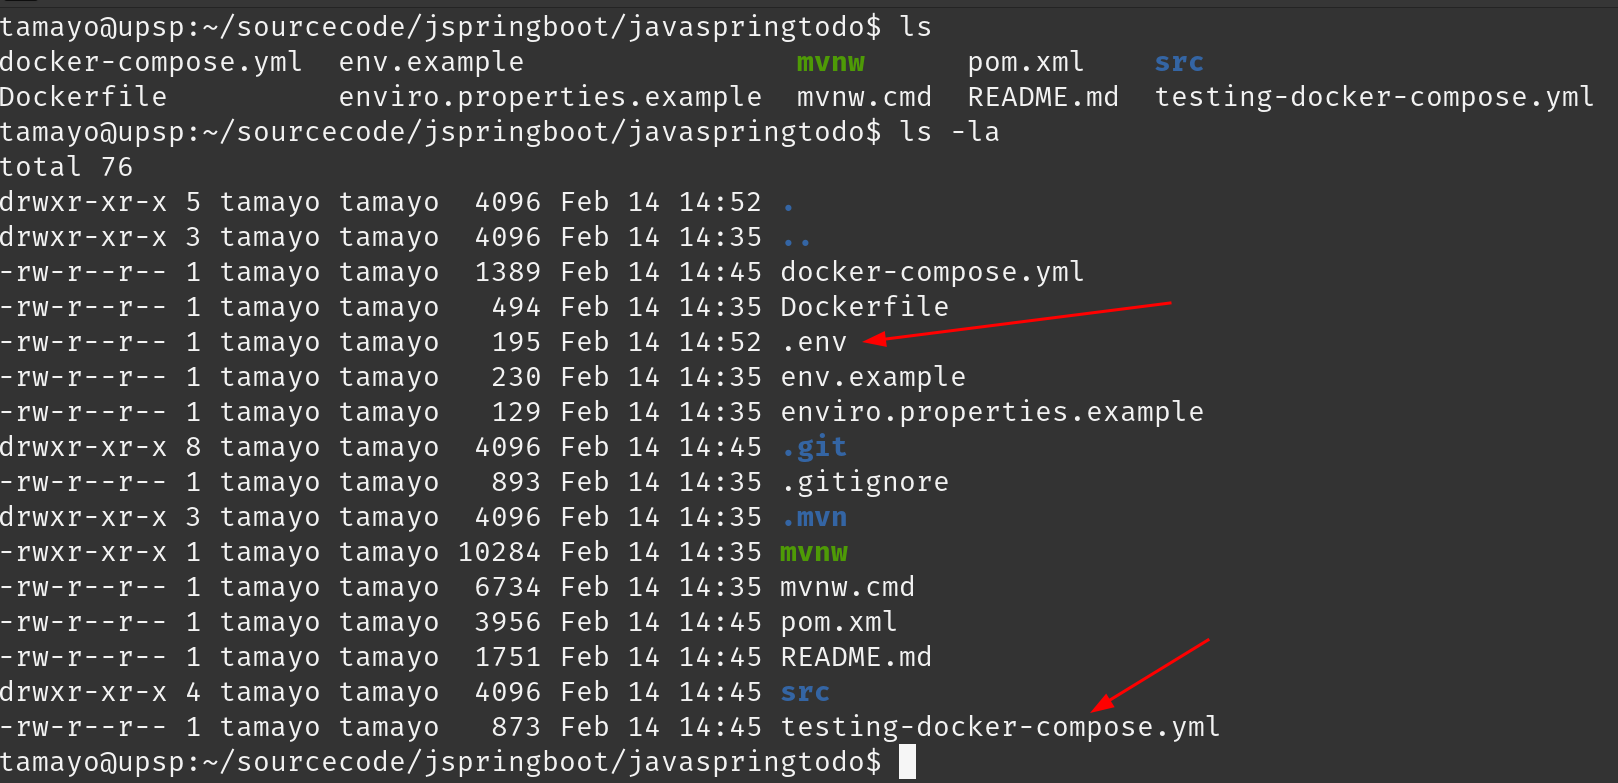 tamayo@upsp:~/sourcecode/jspringboot/javaspringtodo$ ls
docker-compose.yml  env.example                mvnw      pom.xml    src
Dockerfile          enviro.properties.example  mvnw.cmd  README.md  testing-docker-compose.yml
tamayo@upsp:~/sourcecode/jspringboot/javaspringtodo$ ls -la
total 76
drwxr-xr-x 5 tamayo tamayo  4096 Feb 14 14:52 .
drwxr-xr-x 3 tamayo tamayo  4096 Feb 14 14:35 ..
-rw-r--r-- 1 tamayo tamayo  1389 Feb 14 14:45 docker-compose.yml
-rw-r--r-- 1 tamayo tamayo   494 Feb 14 14:35 Dockerfile
-rw-r--r-- 1 tamayo tamayo   195 Feb 14 14:52 .env
-rw-r--r-- 1 tamayo tamayo   230 Feb 14 14:35 env.example
-rw-r--r-- 1 tamayo tamayo   129 Feb 14 14:35 enviro.properties.example
drwxr-xr-x 8 tamayo tamayo  4096 Feb 14 14:45 .git
-rw-r--r-- 1 tamayo tamayo   893 Feb 14 14:35 .gitignore
drwxr-xr-x 3 tamayo tamayo  4096 Feb 14 14:35 .mvn
-rwxr-xr-x 1 tamayo tamayo 10284 Feb 14 14:35 mvnw
-rw-r--r-- 1 tamayo tamayo  6734 Feb 14 14:35 mvnw.cmd
-rw-r--r-- 1 tamayo tamayo  3956 Feb 14 14:45 pom.xml
-rw-r--r-- 1 tamayo tamayo  1751 Feb 14 14:45 README.md
drwxr-xr-x 4 tamayo tamayo  4096 Feb 14 14:45 src
-rw-r--r-- 1 tamayo tamayo   873 Feb 14 14:45 testing-docker-compose.yml
tamayo@upsp:~/sourcecode/jspringboot/javaspringtodo$